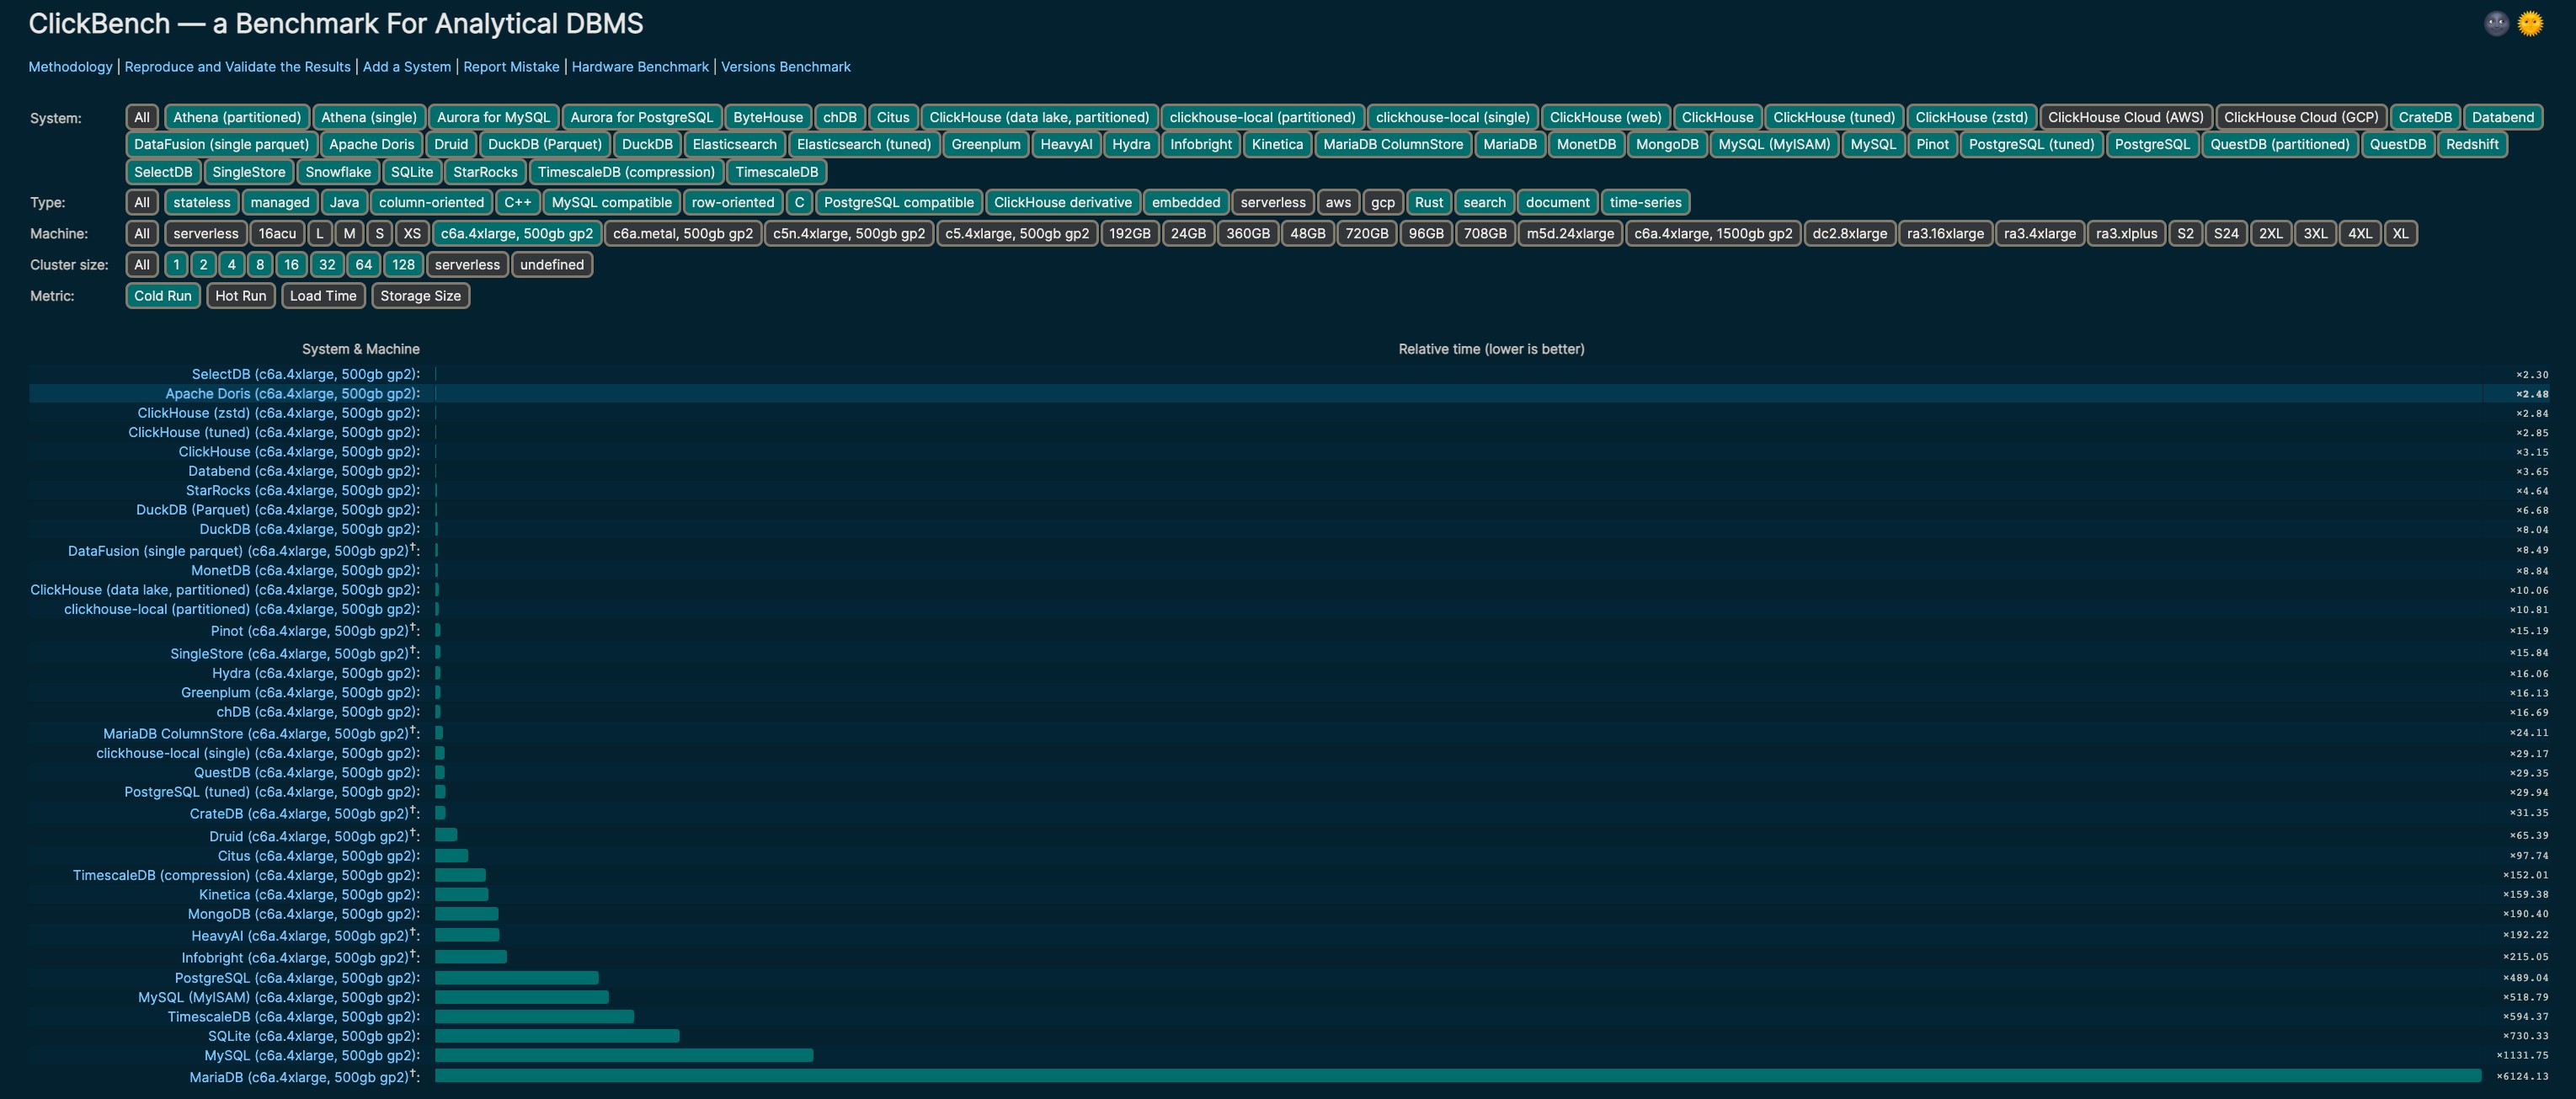 ClickBench — a Benchmark For Analytical DBMS
Methodology | Reproduce and Validate the Results | Add a System | Report Mistake | Hardware Benchmark | Versions Benchmark
System: All Athena (partitioned) Athena (single) Aurora for MySQL Aurora for PostgreSQL ByteHouse chDB Citus ClickHouse (data lake, partitioned) clickhouse-local (partitioned) clickhouse-local (single) ClickHouse (web) ClickHouse ClickHouse (tuned) ClickHouse (zstd) ClickHouse Cloud (AWS) ClickHouse Cloud (GCP) CrateDB Databend
DataFusion (single parquet) Apache Doris Druid DuckDB (Parquet) DuckDB Elasticsearch Elasticsearch (tuned) Greenplum HeavyAI Hydra Infobright Kinetica MariaDB ColumnStore MariaDB MonetDB MongoDB MySQL (MyISAM) MySQL Pinot PostgreSQL (tuned) PostgreSQL QuestDB (partitioned) QuestDB Redshift
SelectDB SingleStore Snowflake SQLite StarRocks TimescaleDB (compression) TimescaleDB
Type: All stateless managed Java column-oriented C++ MySQL compatible row-oriented C PostgreSQL compatible ClickHouse derivative embedded serverless aws gcp Rust search document time-series
Machine: All serverless 16acu L M S XS c6a.4xlarge, 500gb gp2 c6a.metal, 500gb gp2 c5n.4xlarge, 500gb gp2 c5.4xlarge, 500gb gp2 192GB 24GB 360GB 48GB 720GB 96GB 708GB m5d.24xlarge c6a.4xlarge, 1500gb gp2 dc2.8xlarge ra3.16xlarge ra3.4xlarge ra3.xlplus S2 S24 2XL 3XL 4XL XL
Cluster size: All 1 2 4 8 16 32 64 128 serverless undefined
Metric: Cold Run Hot Run Load Time Storage Size
System & Machine Relative time (lower is better)
SelectDB (c6a.4xlarge, 500gb gp2): ×2.30
Apache Doris (c6a.4xlarge, 500gb gp2): ×2.48
ClickHouse (zstd) (c6a.4xlarge, 500gb gp2): ×2.84
ClickHouse (tuned) (c6a.4xlarge, 500gb gp2): ×2.85
ClickHouse (c6a.4xlarge, 500gb gp2): ×3.15
Databend (c6a.4xlarge, 500gb gp2): ×3.65
StarRocks (c6a.4xlarge, 500gb gp2): ×4.64
DuckDB (Parquet) (c6a.4xlarge, 500gb gp2): ×6.68
DuckDB (c6a.4xlarge, 500gb gp2): ×8.04
DataFusion (single parquet) (c6a.4xlarge, 500gb gp2)†: ×8.49
MonetDB (c6a.4xlarge, 500gb gp2): ×8.84
ClickHouse (data lake, partitioned) (c6a.4xlarge, 500gb gp2): ×10.06
clickhouse-local (partitioned) (c6a.4xlarge, 500gb gp2): ×10.81
Pinot (c6a.4xlarge, 500gb gp2)†: ×15.19
SingleStore (c6a.4xlarge, 500gb gp2)†: ×15.84
Hydra (c6a.4xlarge, 500gb gp2): ×16.06
Greenplum (c6a.4xlarge, 500gb gp2): ×16.13
chDB (c6a.4xlarge, 500gb gp2): ×16.69
MariaDB ColumnStore (c6a.4xlarge, 500gb gp2)†: ×24.11
clickhouse-local (single) (c6a.4xlarge, 500gb gp2): ×29.17
QuestDB (c6a.4xlarge, 500gb gp2): ×29.35
PostgreSQL (tuned) (c6a.4xlarge, 500gb gp2): ×29.94
CrateDB (c6a.4xlarge, 500gb gp2)†: ×31.35
Druid (c6a.4xlarge, 500gb gp2)†: ×65.39
Citus (c6a.4xlarge, 500gb gp2): ×97.74
TimescaleDB (compression) (c6a.4xlarge, 500gb gp2): ×152.01
Kinetica (c6a.4xlarge, 500gb gp2): ×159.38
MongoDB (c6a.4xlarge, 500gb gp2): ×190.40
HeavyAI (c6a.4xlarge, 500gb gp2)†: ×192.22
Infobright (c6a.4xlarge, 500gb gp2)†: ×215.05
PostgreSQL (c6a.4xlarge, 500gb gp2): ×489.04
MySQL (MyISAM) (c6a.4xlarge, 500gb gp2): ×518.79
TimescaleDB (c6a.4xlarge, 500gb gp2): ×594.37
SQLite (c6a.4xlarge, 500gb gp2): ×730.33
MySQL (c6a.4xlarge, 500gb gp2): ×1131.75
MariaDB (c6a.4xlarge, 500gb gp2)†: ×6124.13